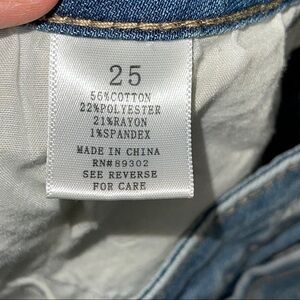 25
56%COTTON
22%POLYESTER
21%RAYON
1%SPANDEX
MADE IN CHINA
RN#89302
SEE REVERSE
FOR CARE